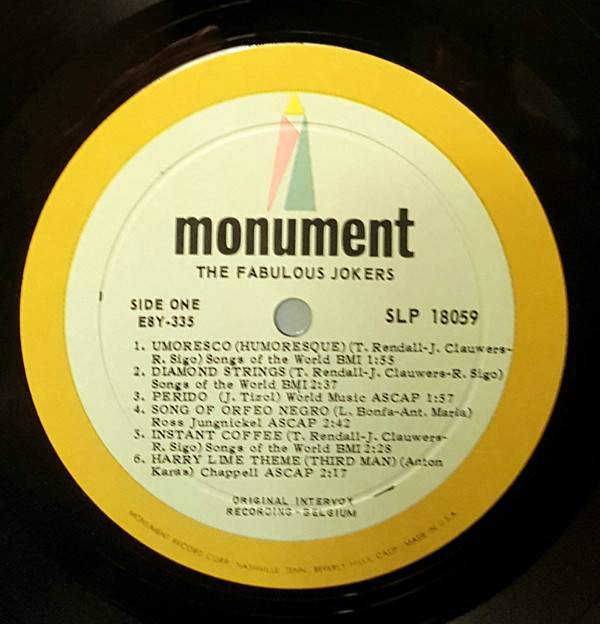 monument
THE FABULOUS JOKERS
SIDE ONE
E8Y-335
SLP 18059
1. UMORESCO (HUMORESQUE) (T. Rendall-J. Clauwers-
R. Sigo) Songs of the World BMI 1:55
2. DIAMOND STRINGS (T. Rendall-J. Clauwers-R. Sigo)
Songs of the World BMI 2:37
3. PERIDO (J. Tizol) World Music ASCAP 1:57
4. SONG OF ORFEO NEGRO (L. Bonfa-Ant. Maria)
Ross Jungnickel ASCAP 2:42
5. INSTANT COFFEE (T. Rendall-J. Clauwers-
R. Sigo) Songs of the World BMI 2:28
6. HARRY LIME THEME (THIRD MAN) (Anton
Karas) Chappell ASCAP 2:17
ORIGINAL INTERVOX
RECORDING - BELGIUM
MONUMENT RECORD CORP. NASHVILLE TENN. BEVERLY HILLS, CALIF. MADE IN U.S.A.